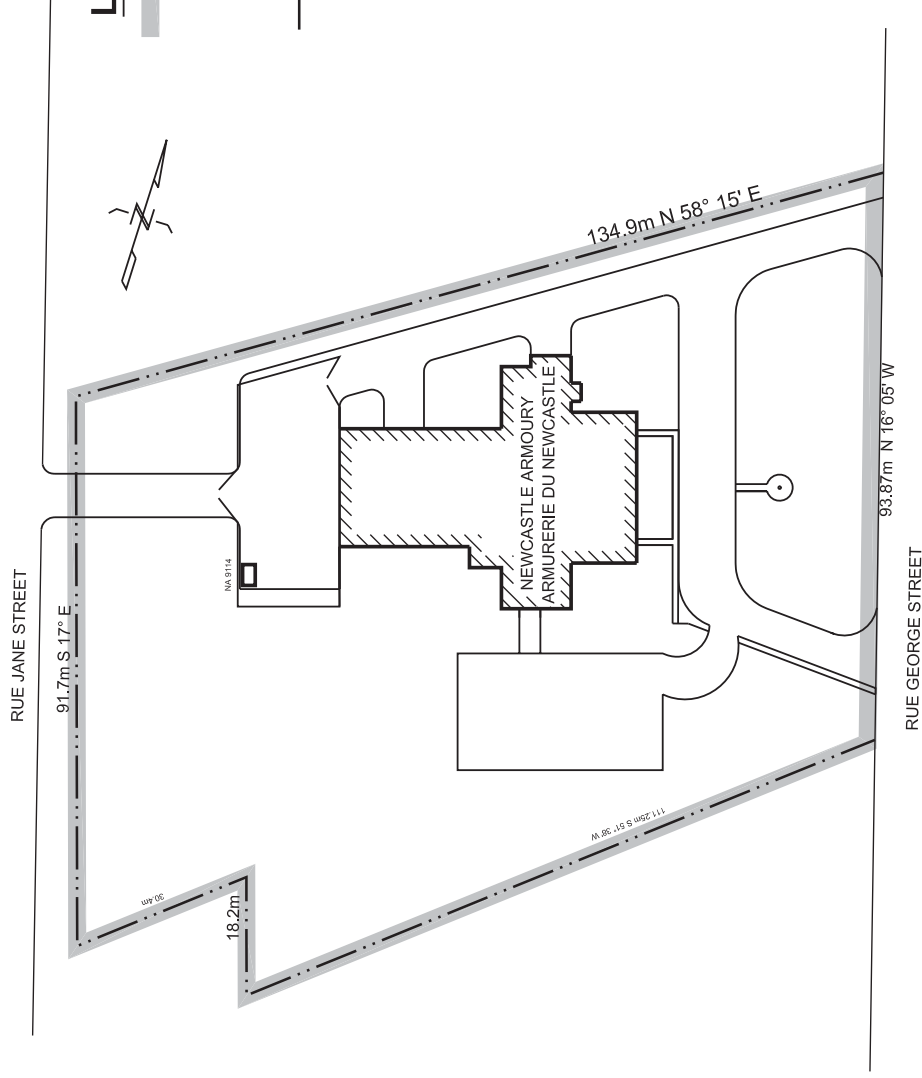 N
134.9m N 58° 15' E
NEWCASTLE ARMOURY
ARMURERIE DU NEWCASTLE
93.87m N 16° 05' W
NA 9114
RUE JANE STREET
91.7m S 17° E
RUE GEORGE STREET
111.25m S 51° 38' W
30.4m
18.2m